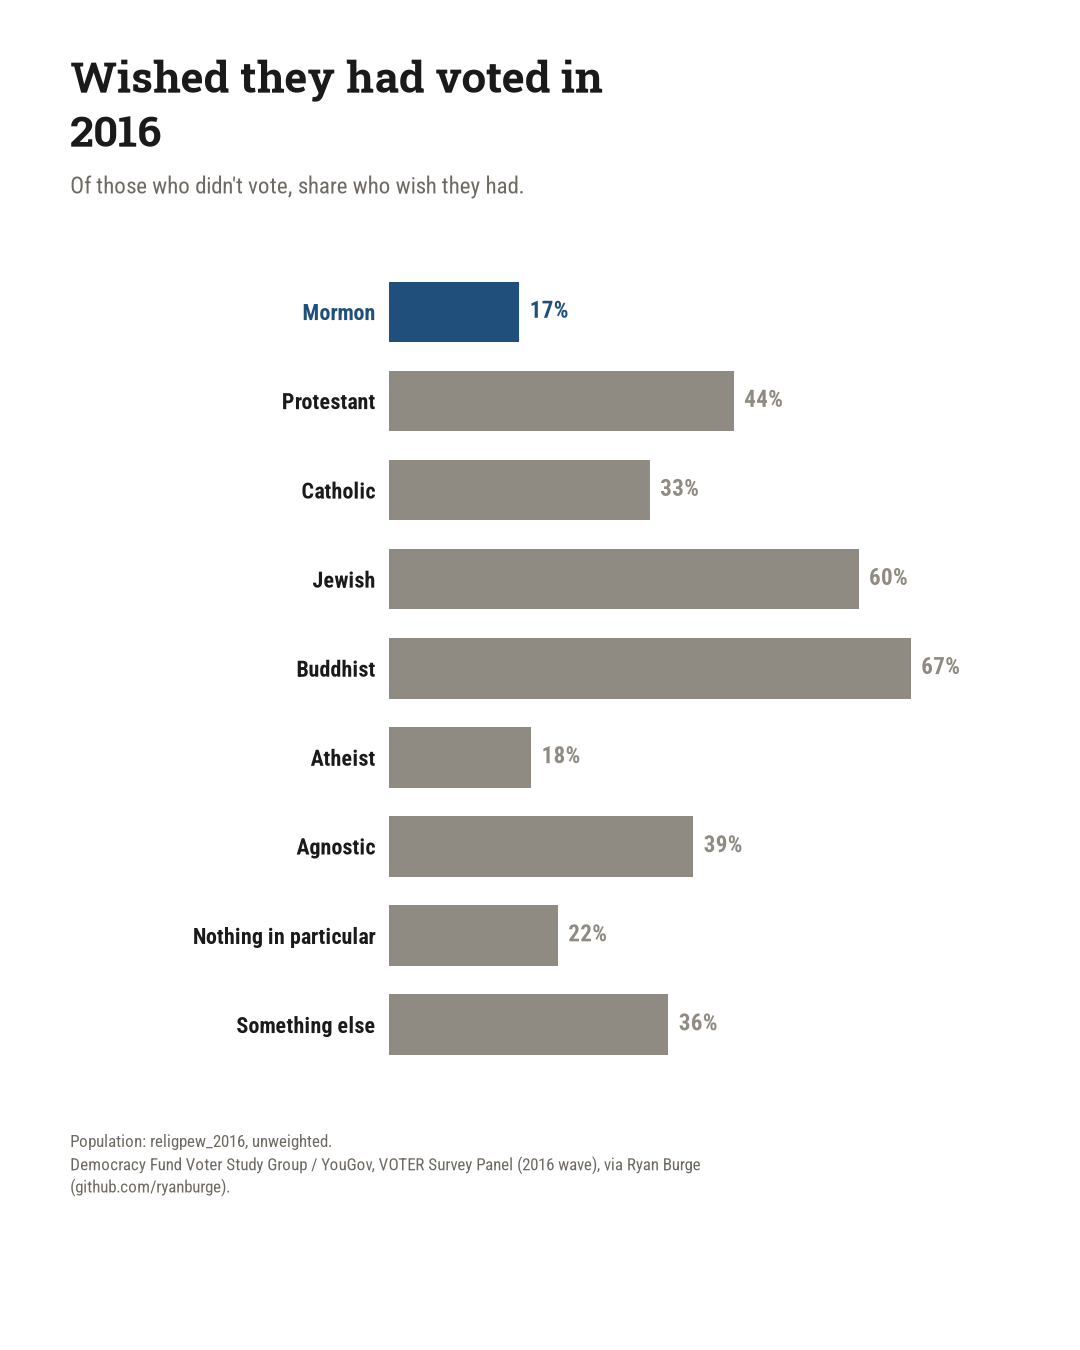 Wished they had voted in
2016
Of those who didn't vote, share who wish they had.
Mormon 17%
Protestant 44%
Catholic 33%
Jewish 60%
Buddhist 67%
Atheist 18%
Agnostic 39%
Nothing in particular 22%
Something else 36%
Population: religpew_2016, unweighted.
Democracy Fund Voter Study Group / YouGov, VOTER Survey Panel (2016 wave), via Ryan Burge
(github.com/ryanburge).